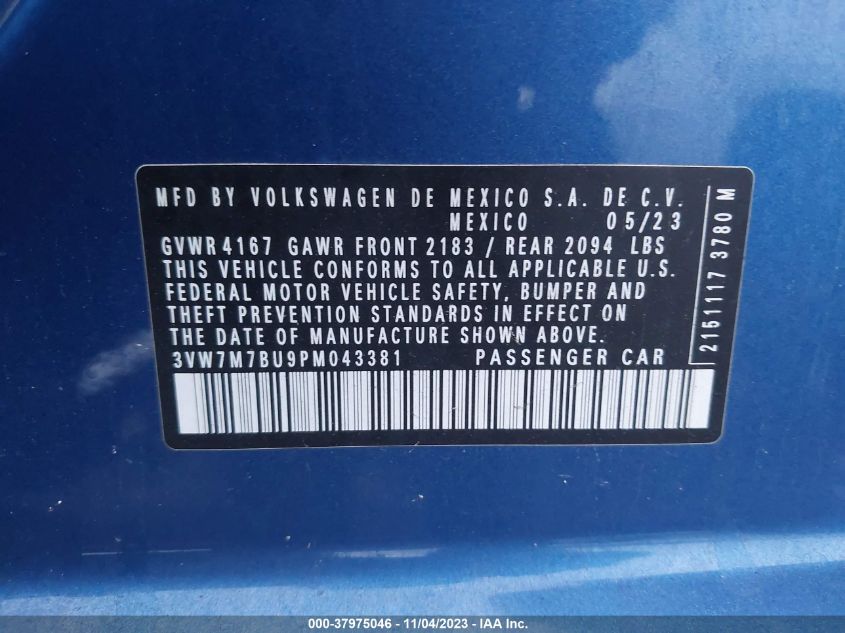 MFD BY VOLKSWAGEN DE MEXICO S.A. DE C.V.
MEXICO 05/23
GVWR 4167 GAWR FRONT 2183 / REAR 2094 LBS
THIS VEHICLE CONFORMS TO ALL APPLICABLE U.S.
FEDERAL MOTOR VEHICLE SAFETY, BUMPER AND
THEFT PREVENTION STANDARDS IN EFFECT ON
THE DATE OF MANUFACTURE SHOWN ABOVE.
3VW7M7BU9PM043381 PASSENGER CAR
2151117 3780 M
000-37975046 - 11/04/2023 - IAA Inc.